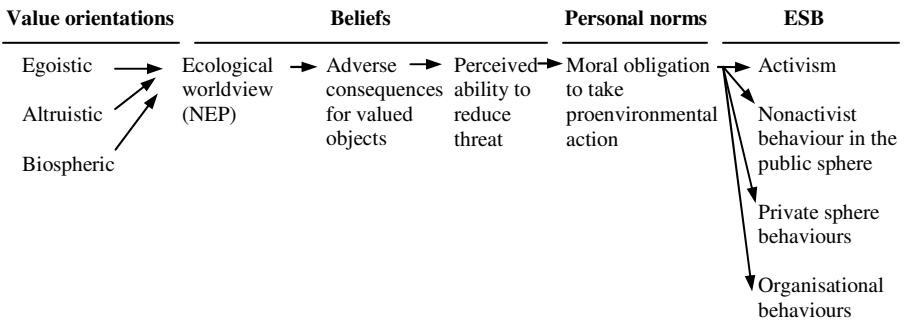 Value orientations
Beliefs
Personal norms
ESB
Egoistic
Altruistic
Biospheric
Ecological
worldview
(NEP)
Adverse
consequences
for valued
objects
Perceived
ability to
reduce
threat
Moral obligation
to take
proenvironmental
action
Activism
Nonactivist
behaviour in the
public sphere
Private sphere
behaviours
Organisational
behaviours